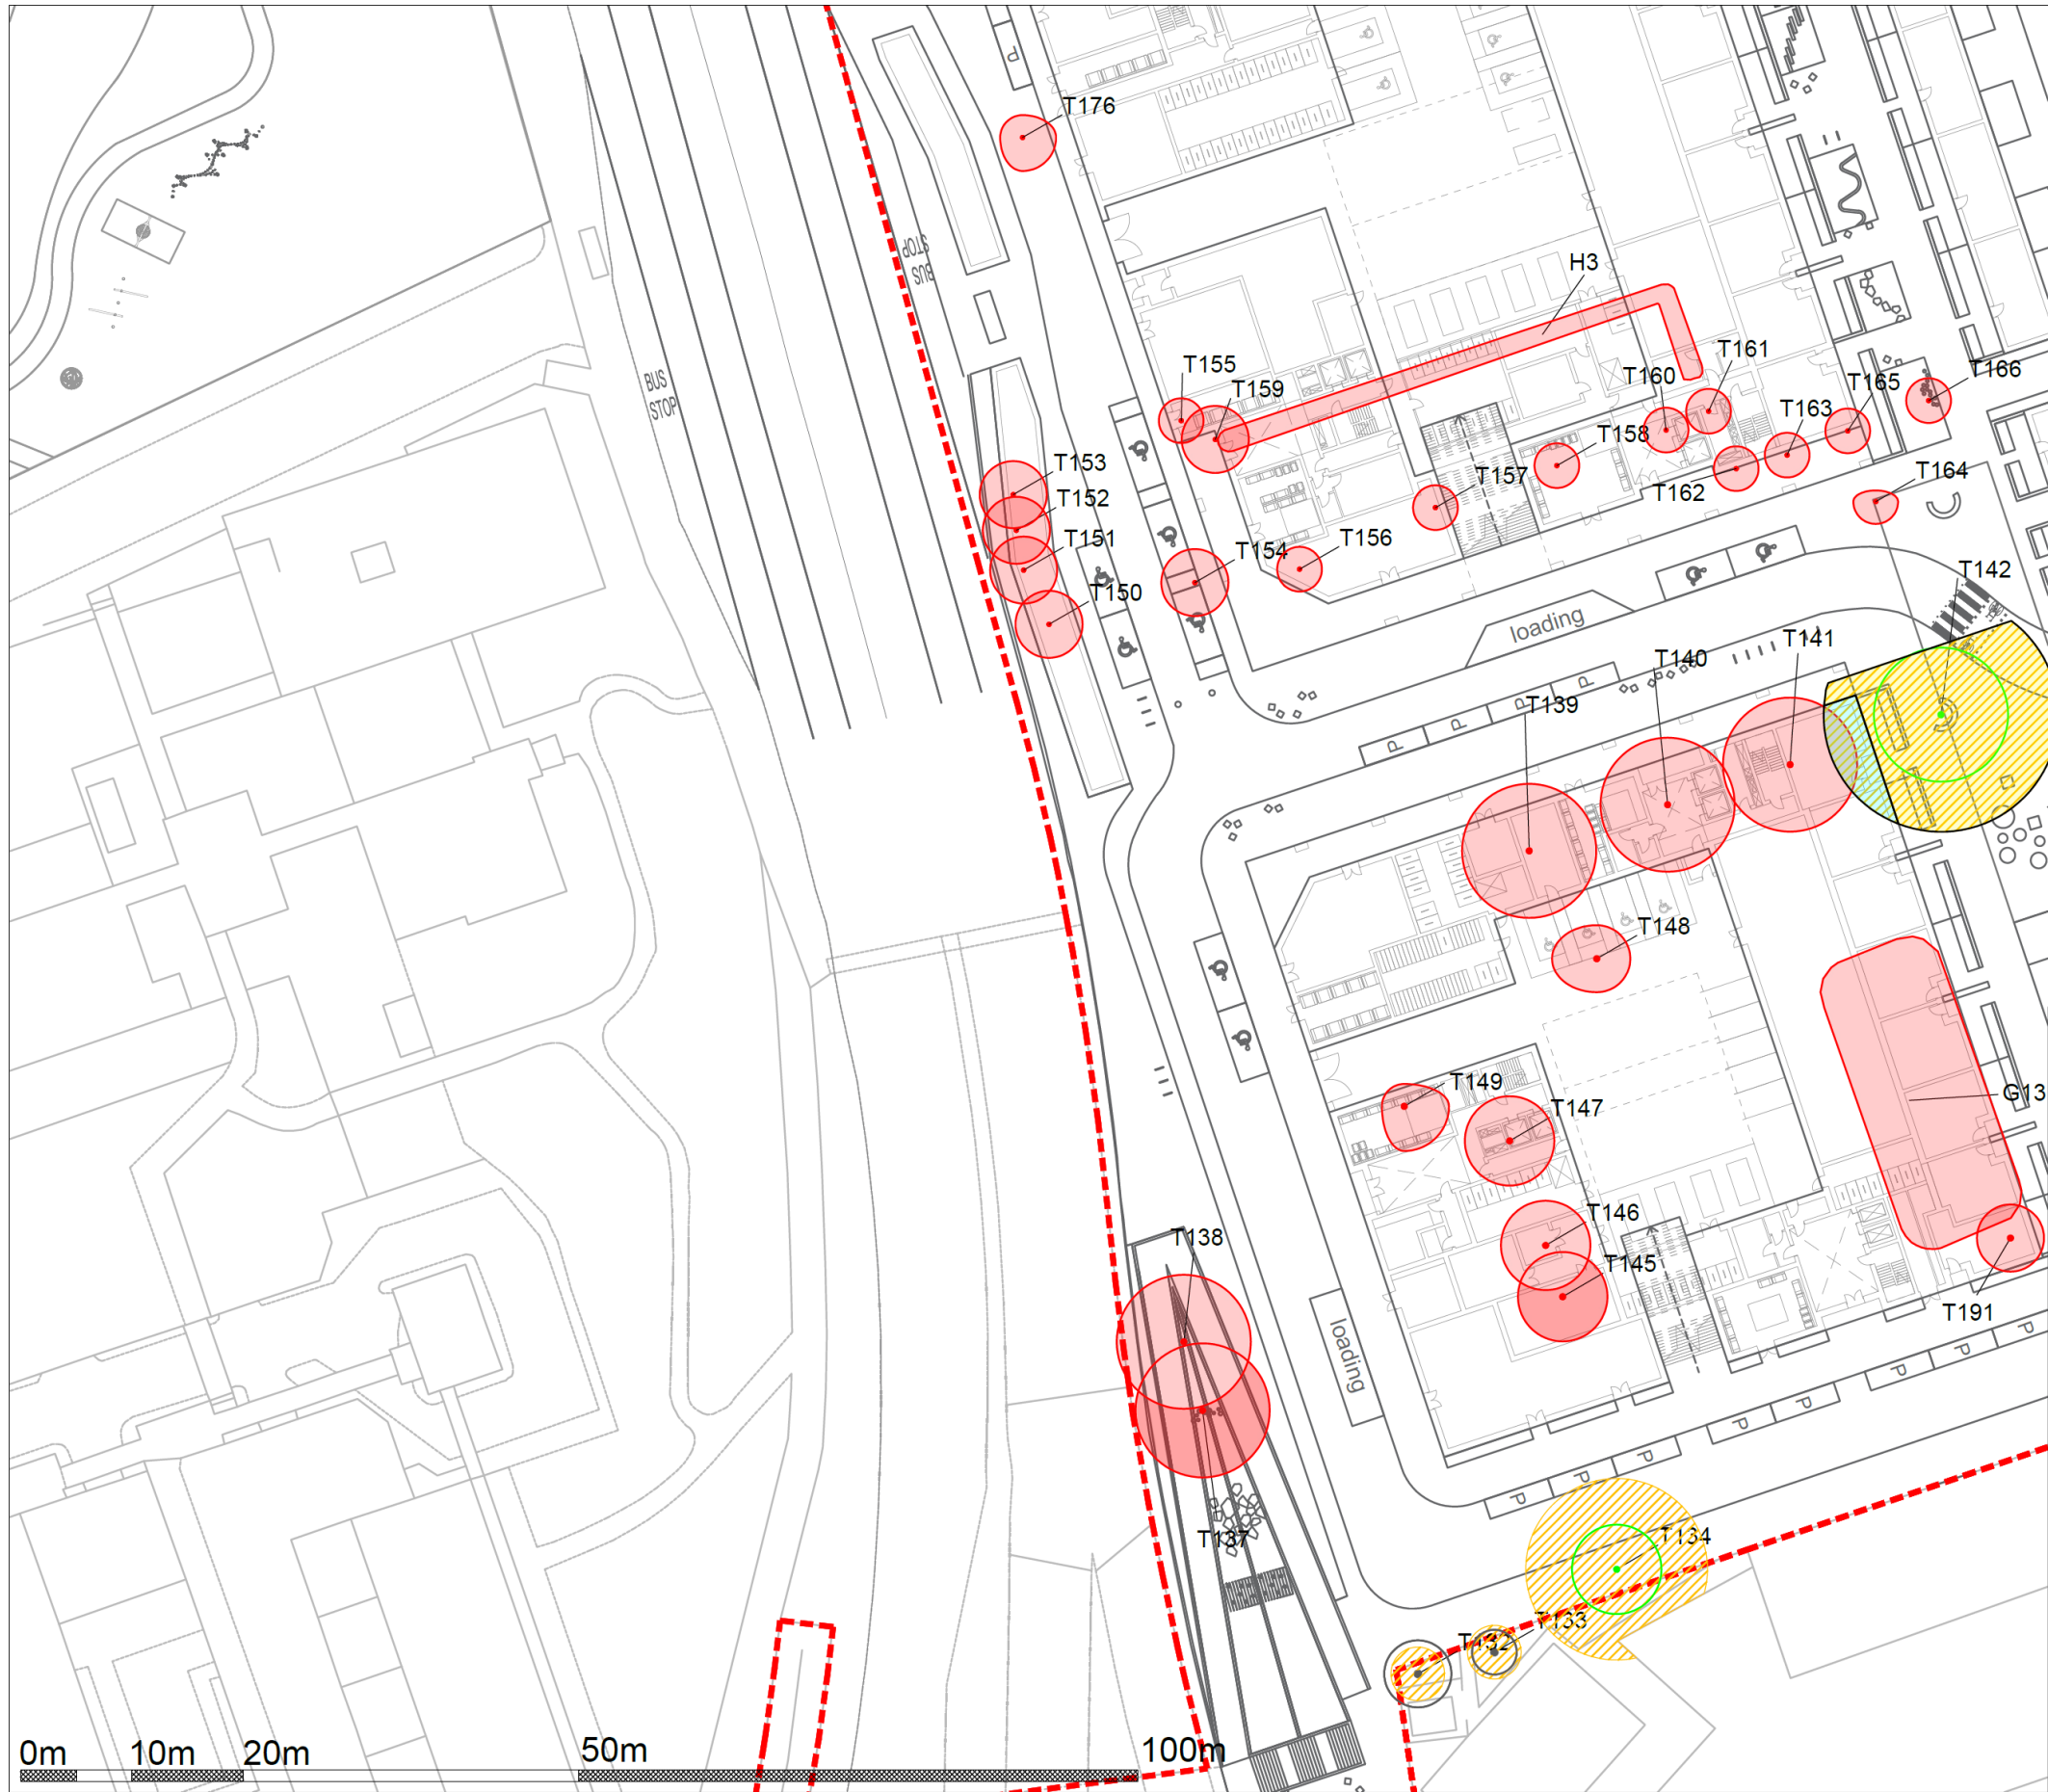 P
T176
STOP
BUS
H3
T155
T159
T161
T160
T165
T166
T163
BUS
STOP
T153
T158
T164
T152
T157
T162
T151
T154
T156
T150
T142
loading
T141
T140
P
T139
P
P
P
T148
T149
T147
G13
T138
T146
T145
T191
P
P
P
loading
P
P
P
P
P
T137
T134
T133
T132
0m
10m
20m
50m
100m